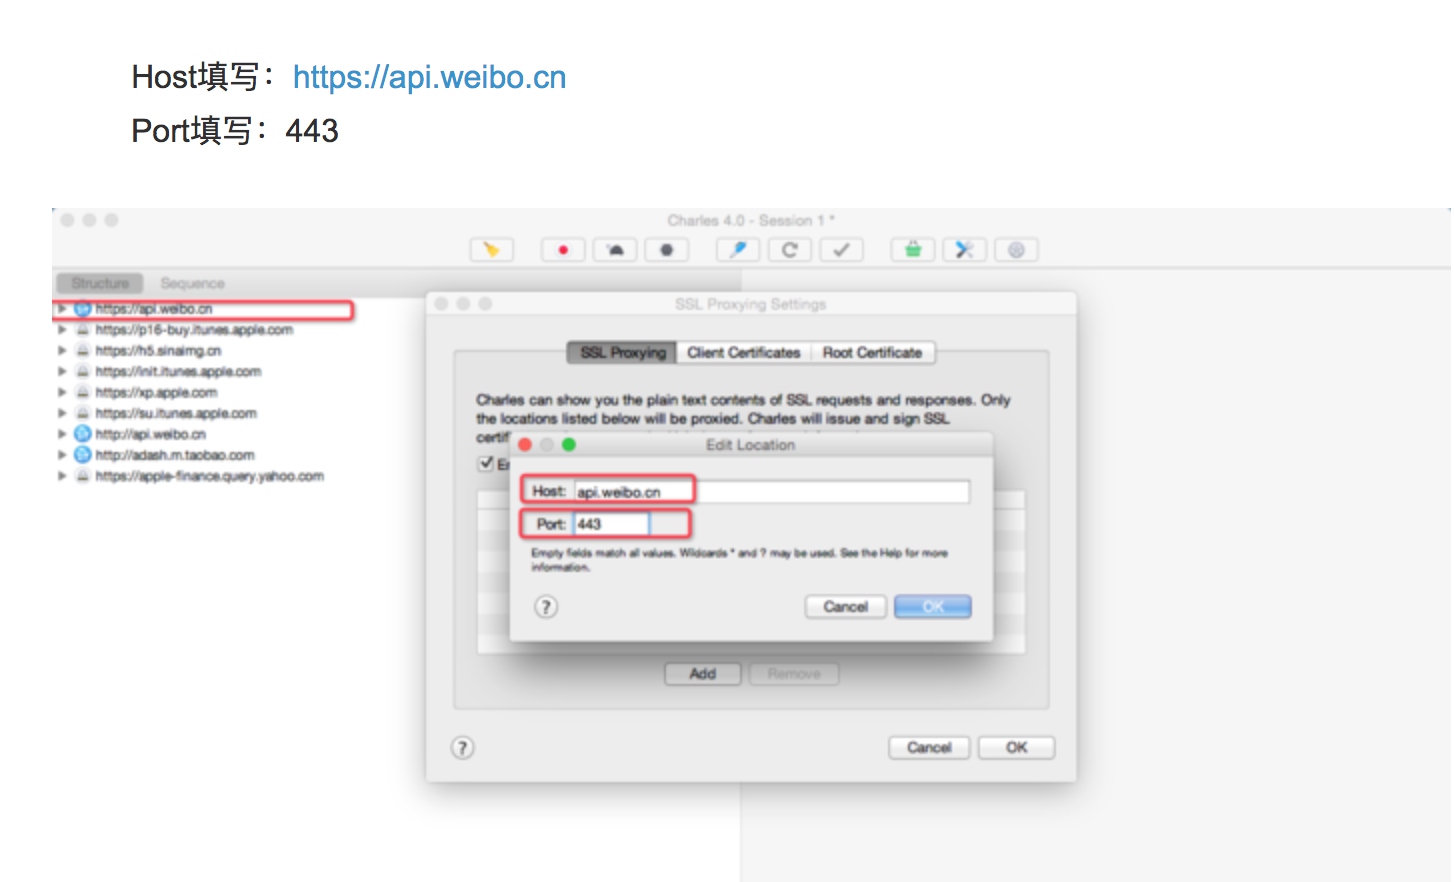 Host填写：https://api.weibo.cn
Port填写：443
Charles 4.0 - Session 1 *
Structure Sequence
https://api.weibo.cn
https://p16-buy.itunes.apple.com
https://h5.sinaimg.cn
https://init.itunes.apple.com
https://xp.apple.com
https://su.itunes.apple.com
http://api.weibo.cn
http://adash.m.taobao.com
https://apple-finance.query.yahoo.com
SSL Proxying Settings
SSL Proxying Client Certificates Root Certificate
Charles can show you the plain text contents of SSL requests and responses. Only
the locations listed below will be proxied. Charles will issue and sign SSL
certif
Edit Location
Host: api.weibo.cn
Port: 443
Empty fields match all values. Wildcards * and ? may be used. See the Help for more
information.
? Cancel OK
Add Remove
? Cancel OK